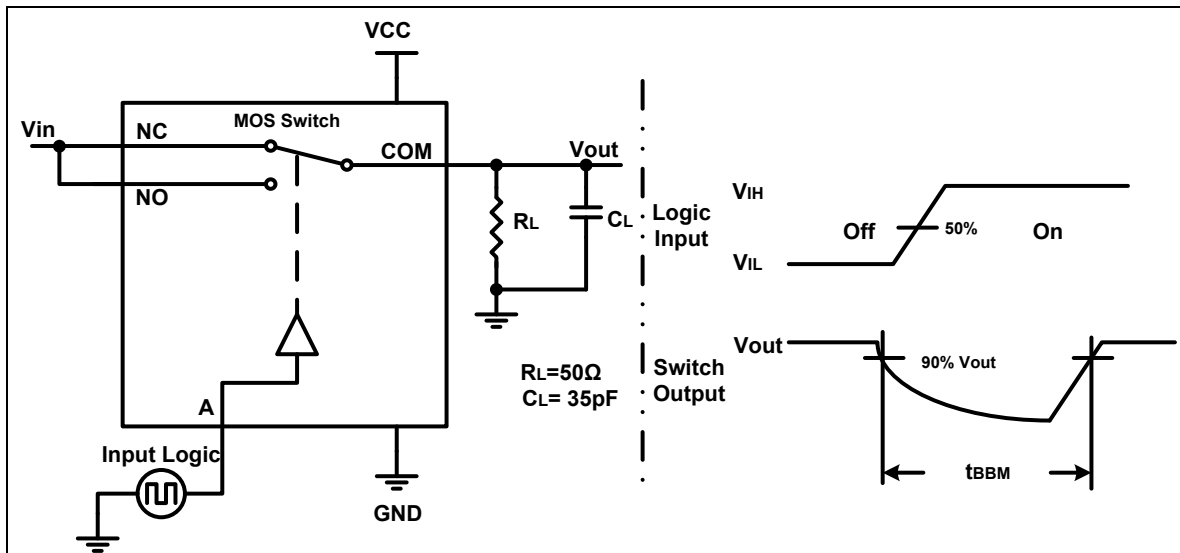 VCC
Vin
NC
MOS Switch
COM
Vout
NO
RL
CL
A
Input Logic
GND
RL=50Ω
CL= 35pF
Logic
Input
VIH
VIL
Off
50%
On
Switch
Output
Vout
90% Vout
tBBM